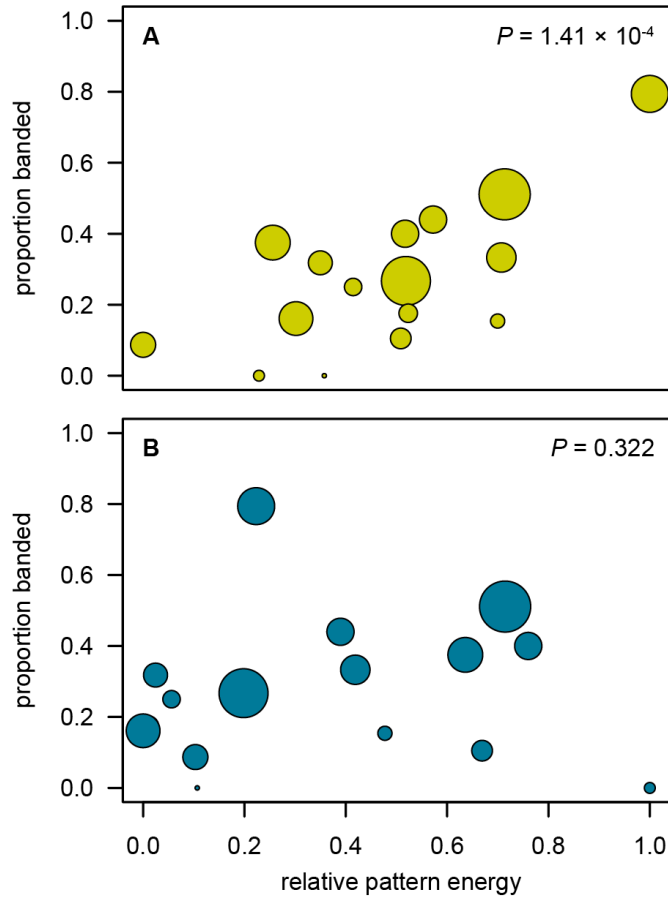 A
P = 1.41 × 10⁻⁴
proportion banded
1.0
0.8
0.6
0.4
0.2
0.0
B
P = 0.322
proportion banded
1.0
0.8
0.6
0.4
0.2
0.0
0.0 0.2 0.4 0.6 0.8 1.0
relative pattern energy